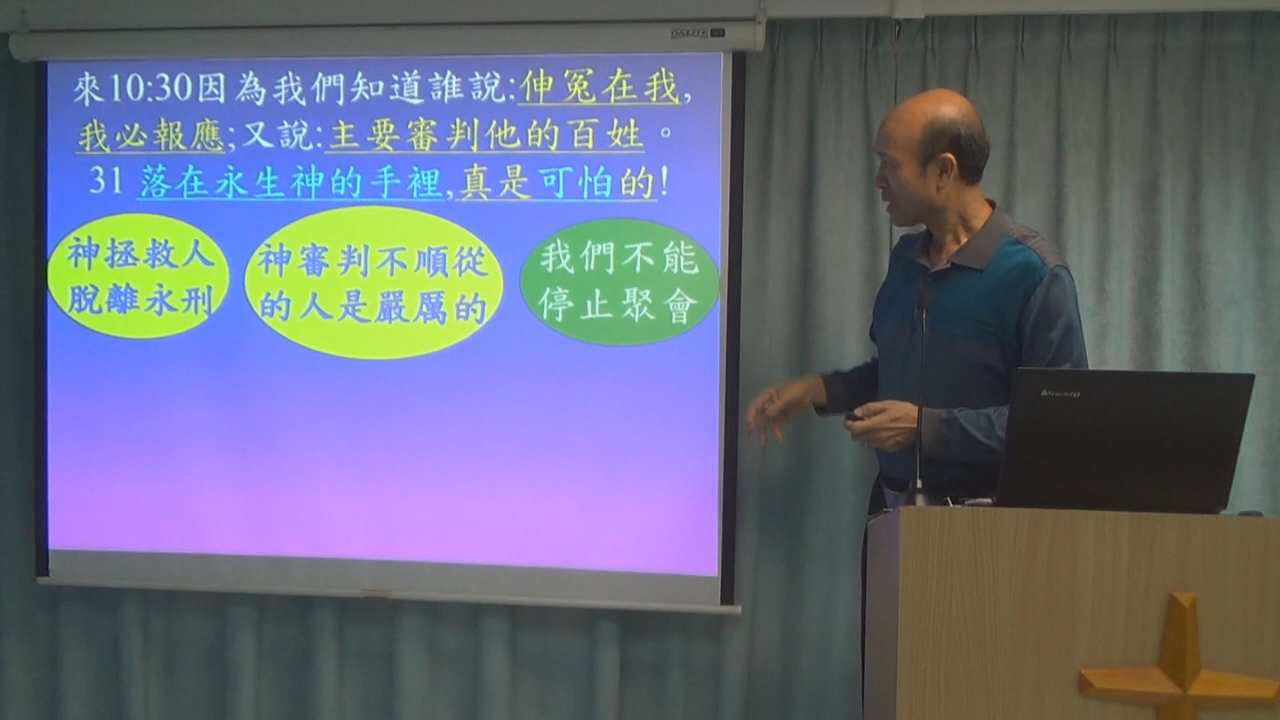 來10:30因為我們知道誰說:伸冤在我,
我必報應;又說:主要審判他的百姓。
31 落在永生神的手裡,真是可怕的!
神拯救人
脫離永刑
神審判不順從
的人是嚴厲的
我們不能
停止聚會
lenovo